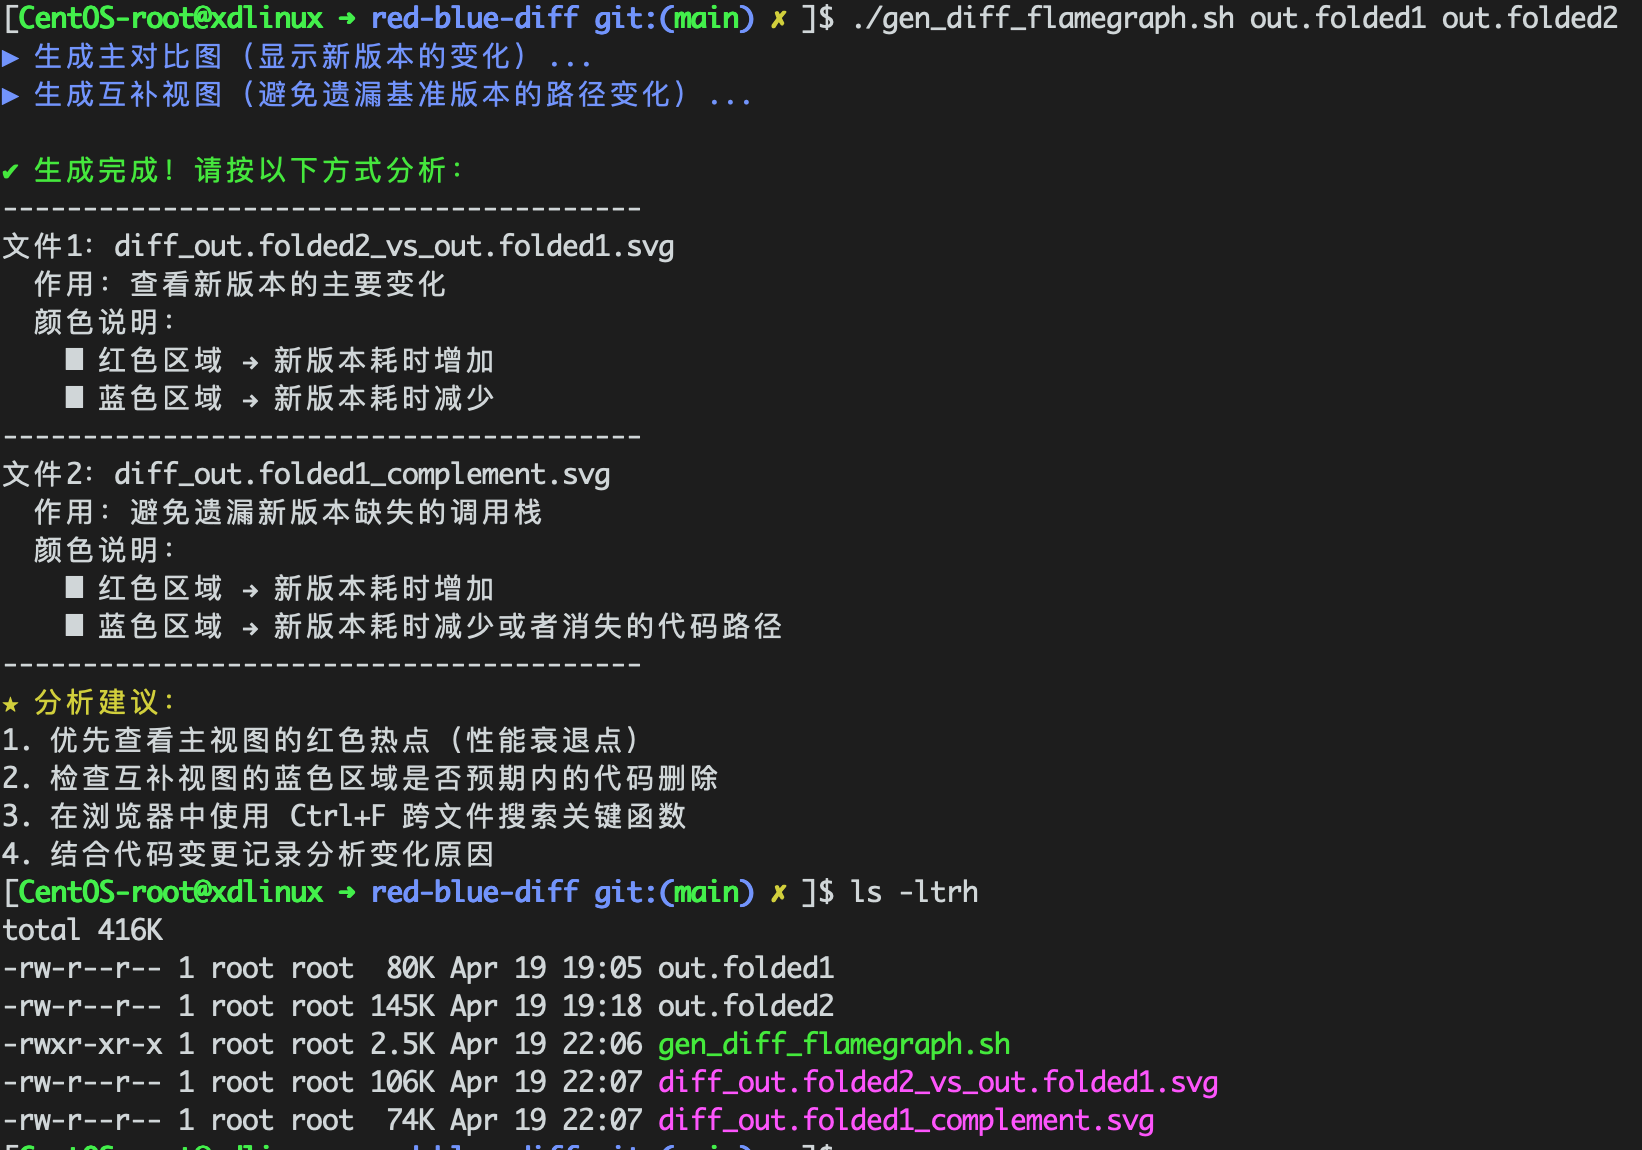 [CentOS-root@xdlinux ➜ red-blue-diff git:(main) ✗ ]$ ./gen_diff_flamegraph.sh out.folded1 out.folded2
▶ 生成主对比图（显示新版本的变化）...
▶ 生成互补视图（避免遗漏基准版本的路径变化）...
✔ 生成完成！请按以下方式分析：
----------------------------------------
文件1: diff_out.folded2_vs_out.folded1.svg
作用：查看新版本的主要变化
颜色说明：
■ 红色区域 → 新版本耗时增加
■ 蓝色区域 → 新版本耗时减少
----------------------------------------
文件2: diff_out.folded1_complement.svg
作用：避免遗漏新版本缺失的调用栈
颜色说明：
■ 红色区域 → 新版本耗时增加
■ 蓝色区域 → 新版本耗时减少或者消失的代码路径
----------------------------------------
★ 分析建议：
1. 优先查看主视图的红色热点（性能衰退点）
2. 检查互补视图的蓝色区域是否预期内的代码删除
3. 在浏览器中使用 Ctrl+F 跨文件搜索关键函数
4. 结合代码变更记录分析变化原因
[CentOS-root@xdlinux ➜ red-blue-diff git:(main) ✗ ]$ ls -ltrh
total 416K
-rw-r--r-- 1 root root  80K Apr 19 19:05 out.folded1
-rw-r--r-- 1 root root 145K Apr 19 19:18 out.folded2
-rwxr-xr-x 1 root root 2.5K Apr 19 22:06 gen_diff_flamegraph.sh
-rw-r--r-- 1 root root 106K Apr 19 22:07 diff_out.folded2_vs_out.folded1.svg
-rw-r--r-- 1 root root  74K Apr 19 22:07 diff_out.folded1_complement.svg
[CentOS-root@xdlinux ➜ red-blue-diff git:(main) ✗ ]$